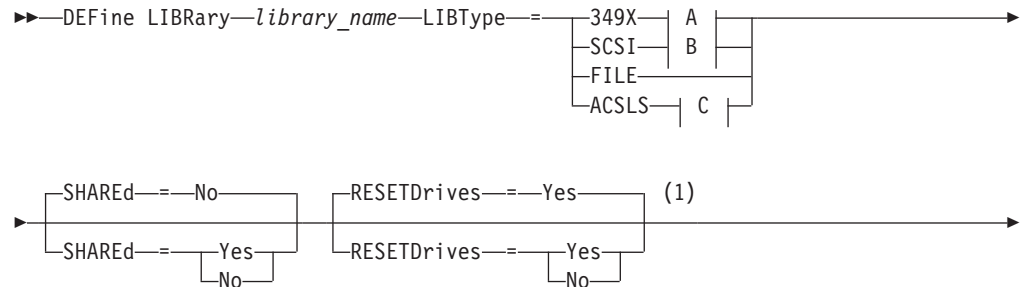 DEFine LIBRary library_name LIBType = 349X A
SCSI B
FILE
ACSLS C
SHAREd = No RESETDrives = Yes (1)
SHAREd = Yes RESETDrives = Yes
No No